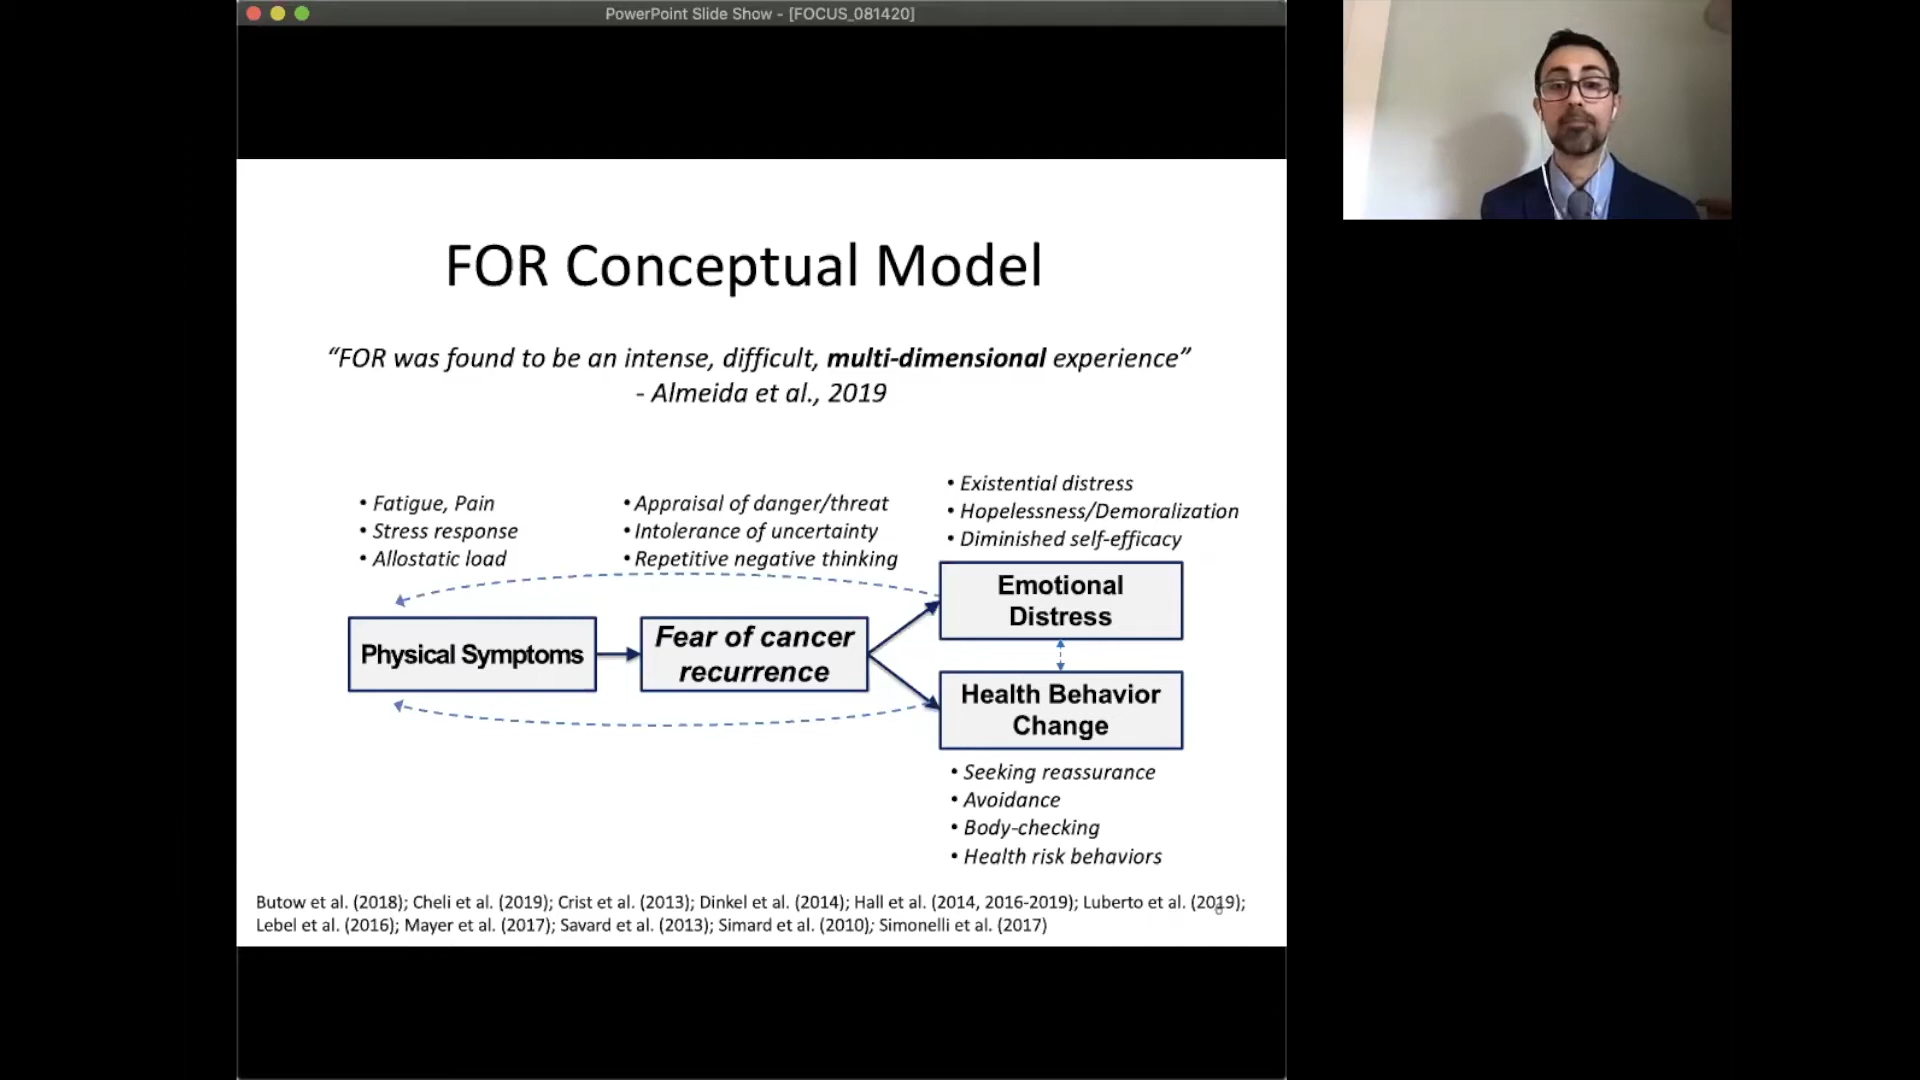 PowerPoint Slide Show - [FOCUS_081420]
FOR Conceptual Model
“FOR was found to be an intense, difficult, multi-dimensional experience”
- Almeida et al., 2019
• Fatigue, Pain
• Stress response
• Allostatic load
• Appraisal of danger/threat
• Intolerance of uncertainty
• Repetitive negative thinking
• Existential distress
• Hopelessness/Demoralization
• Diminished self-efficacy
Physical Symptoms
Fear of cancer
recurrence
Emotional
Distress
Health Behavior
Change
• Seeking reassurance
• Avoidance
• Body-checking
• Health risk behaviors
Butow et al. (2018); Cheli et al. (2019); Crist et al. (2013); Dinkel et al. (2014); Hall et al. (2014, 2016-2019); Luberto et al. (2019);
Lebel et al. (2016); Mayer et al. (2017); Savard et al. (2013); Simard et al. (2010); Simonelli et al. (2017)